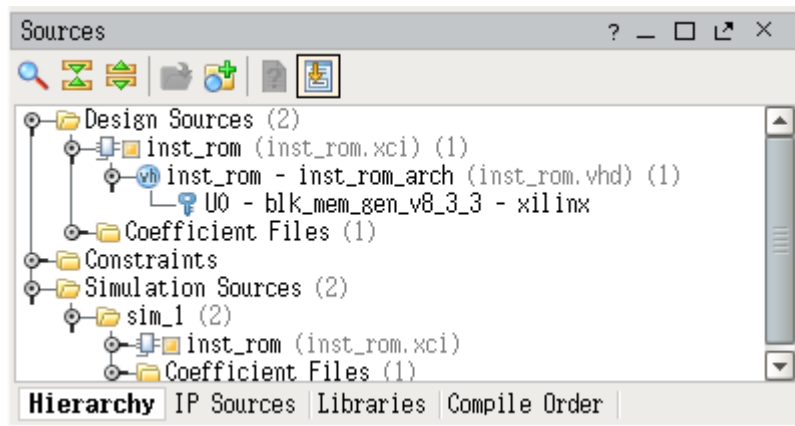 Sources
Design Sources (2)
inst_rom (inst_rom.xci) (1)
vh inst_rom - inst_rom_arch (inst_rom.vhd) (1)
U0 - blk_mem_gen_v8_3_3 - xilinx
Coefficient Files (1)
Constraints
Simulation Sources (2)
sim_1 (2)
inst_rom (inst_rom.xci)
Coefficient Files (1)
Hierarchy IP Sources Libraries Compile Order